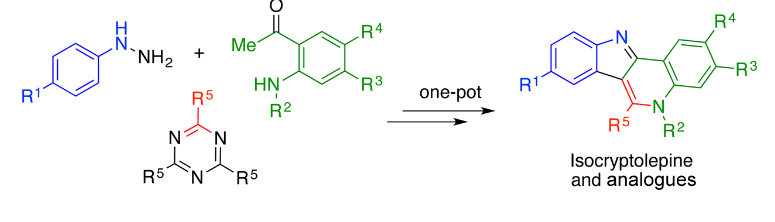 H
N
NH₂
R¹
+
O
Me
R⁴
R³
HN
R²
R⁵
N
N
N
R⁵
R⁵
one-pot
N
R⁴
R³
R¹
R⁵
N
R²
Isocryptolepine
and analogues